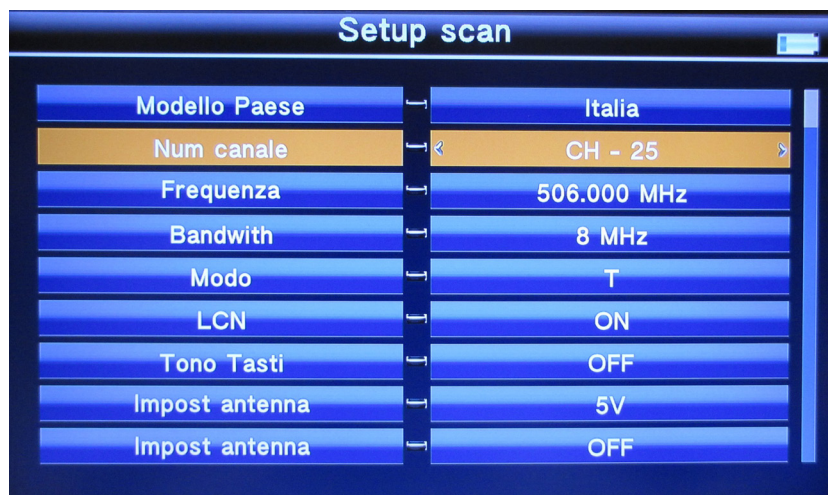 Setup scan
Modello Paese Italia
Num canale CH - 25
Frequenza 506.000 MHz
Bandwith 8 MHz
Modo T
LCN ON
Tono Tasti OFF
Impost antenna 5V
Impost antenna OFF